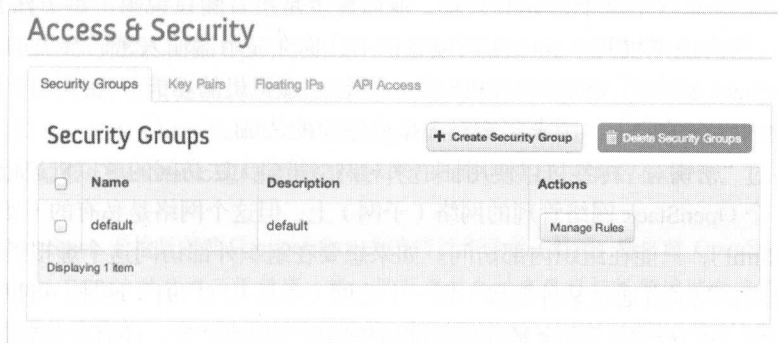 Access & Security
Security Groups Key Pairs Floating IPs API Access
Security Groups
+ Create Security Group Delete Security Groups
Name Description Actions
default default Manage Rules
Displaying 1 item